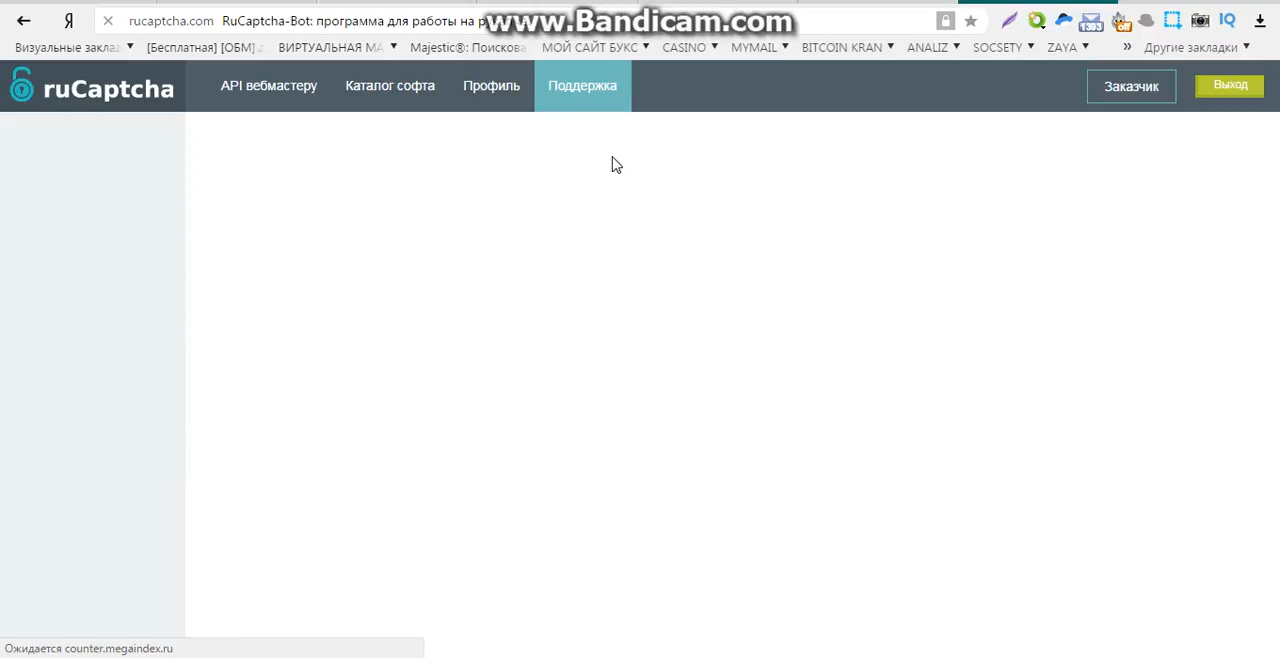 Я rucaptcha.com RuCaptcha-Bot: программа для работы на р
www.Bandicam.com
Визуальные заклад [Бесплатная] [ОБМ] ВИРТУАЛЬНАЯ МА Majestic®: Поискова МОЙ САЙТ БУКС CASINO MYMAIL BITCOIN KRAN ANALIZ SOCSETY ZAYA » Другие закладки
ruCaptcha API вебмастеру Каталог софта Профиль Поддержка Заказчик Выход
Ожидается counter.megaindex.ru